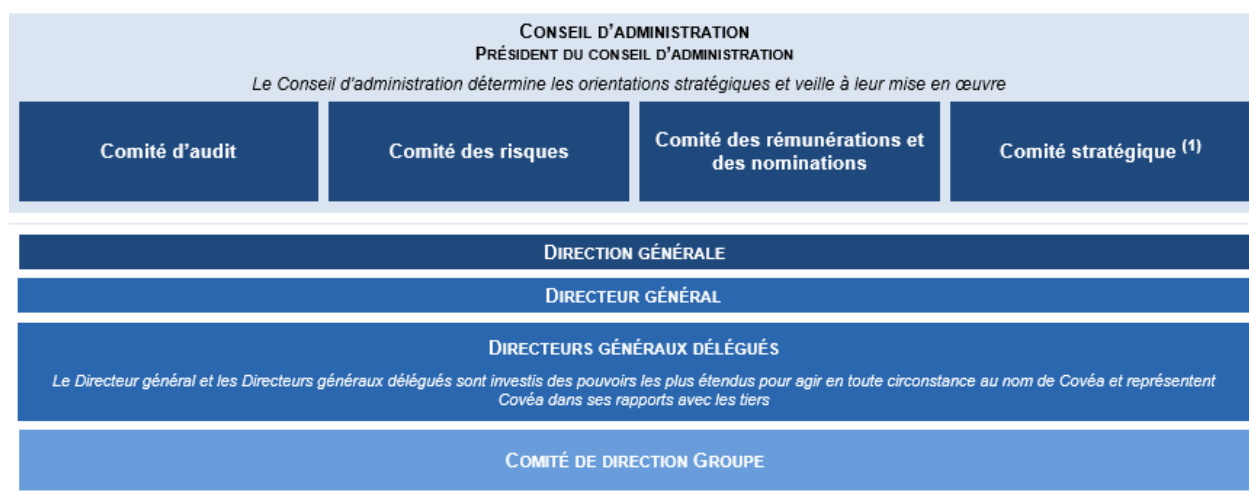 CONSEIL D'ADMINISTRATION
PRÉSIDENT DU CONSEIL D'ADMINISTRATION
Le Conseil d'administration détermine les orientations stratégiques et veille à leur mise en œuvre
Comité d'audit
Comité des risques
Comité des rémunérations et
des nominations
Comité stratégique (1)
DIRECTION GÉNÉRALE
DIRECTEUR GÉNÉRAL
DIRECTEURS GÉNÉRAUX DÉLÉGUÉS
Le Directeur général et les Directeurs généraux délégués sont investis des pouvoirs les plus étendus pour agir en toute circonstance au nom de Covéa et représentent
Covéa dans ses rapports avec les tiers
COMITÉ DE DIRECTION GROUPE